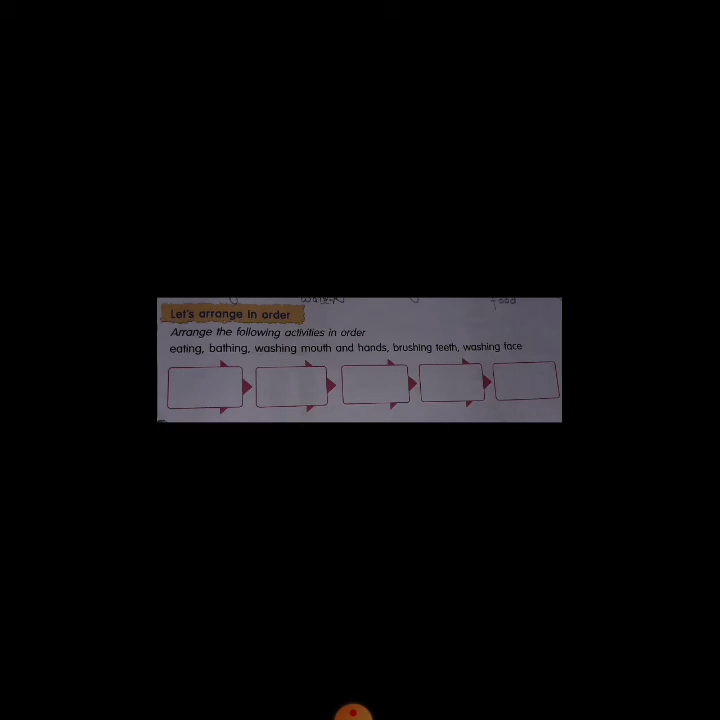 food
Let's arrange in order
Arrange the following activities in order
eating, bathing, washing mouth and hands, brushing teeth, washing face